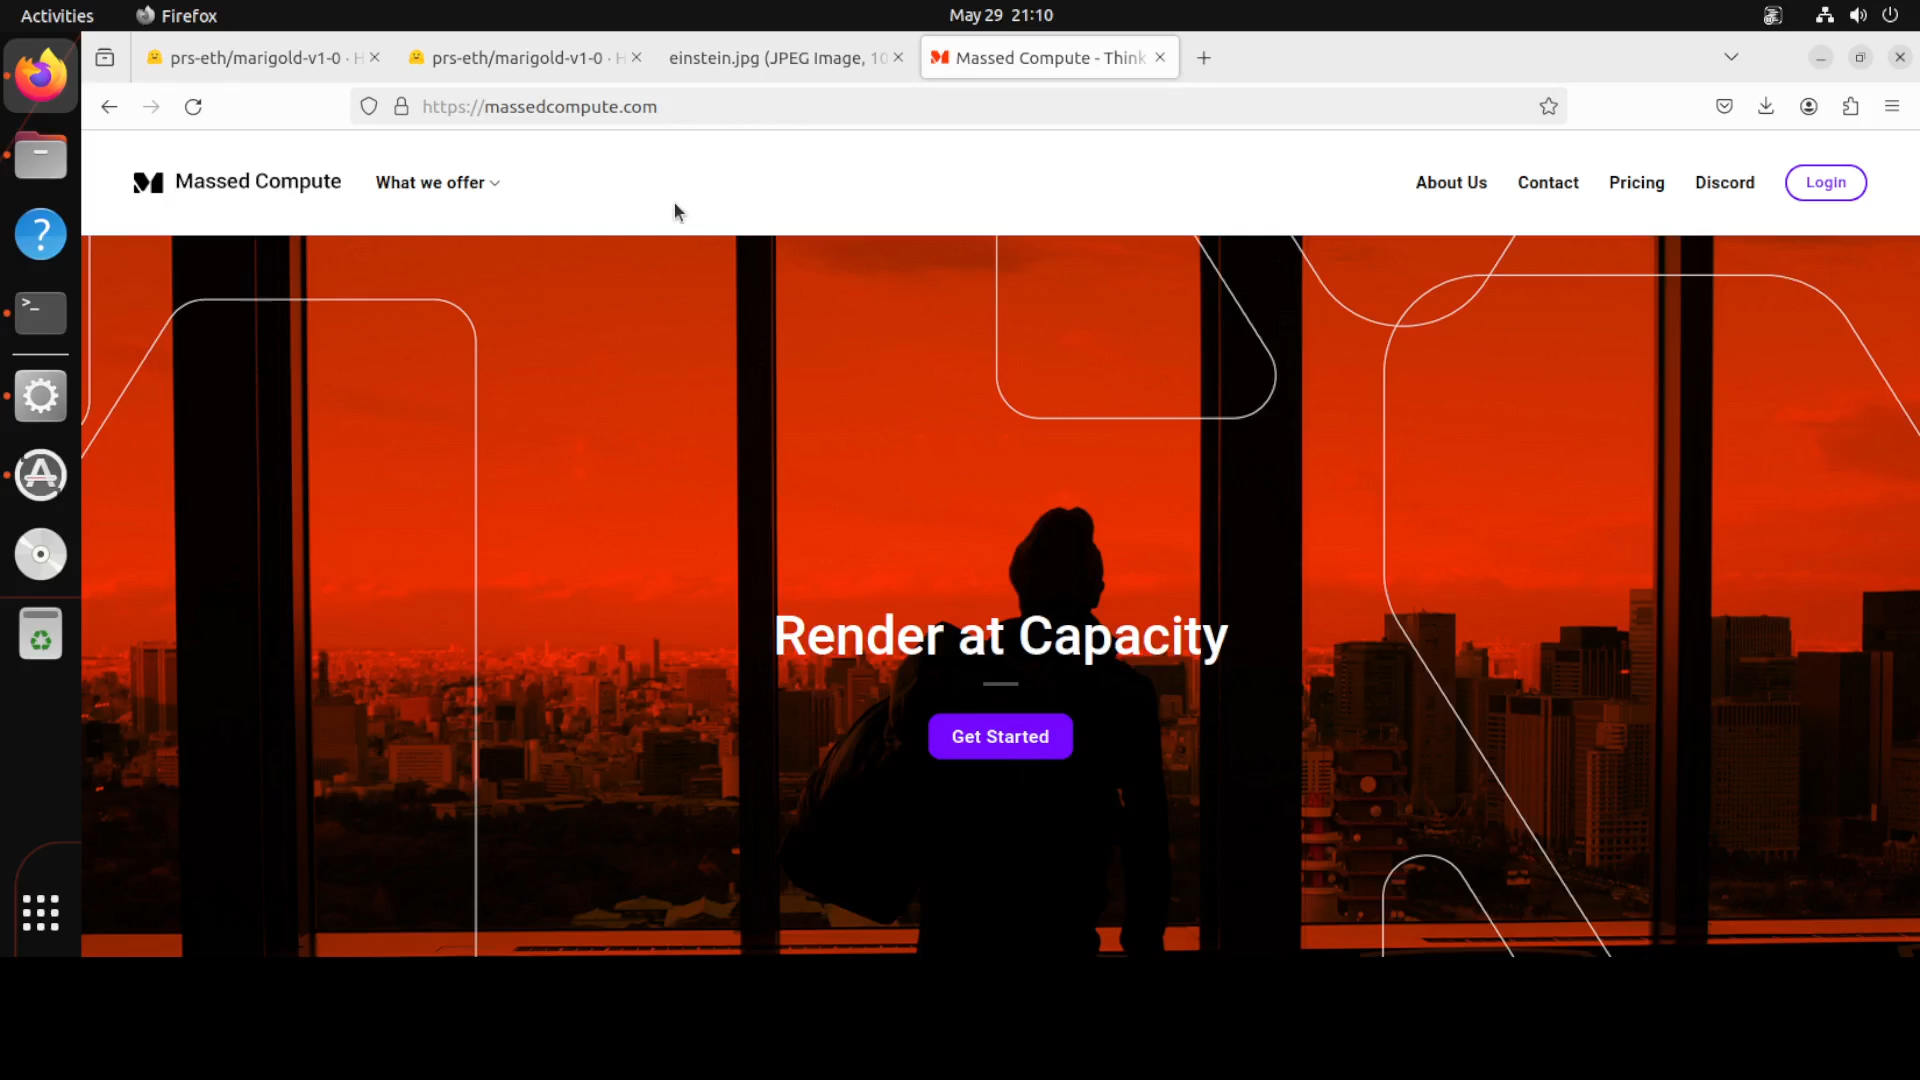 Activities
Firefox
May 29 21:10
prs-eth/marigold-v1-0 · H
prs-eth/marigold-v1-0 · H
einstein.jpg (JPEG Image, 10
Massed Compute - Think
https://massedcompute.com
Massed Compute
What we offer
About Us
Contact
Pricing
Discord
Login
Render at Capacity
Get Started